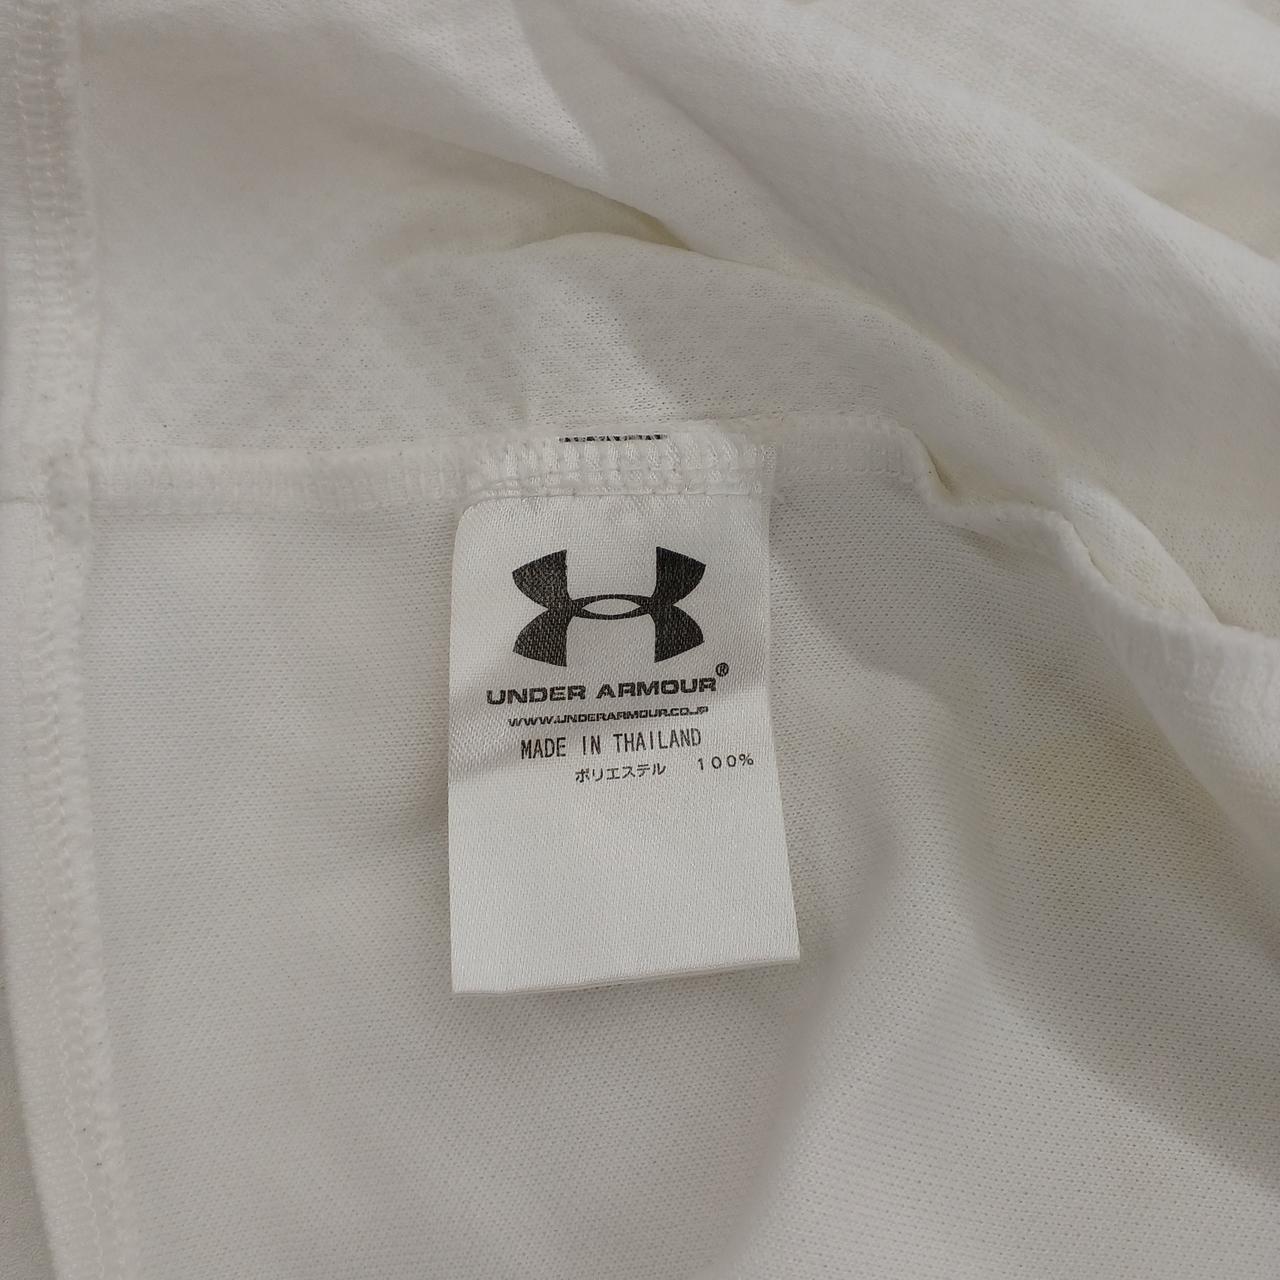 UNDER ARMOUR®
WWW.UNDERARMOUR.CO.JP
MADE IN THAILAND
ポリエステル 100%